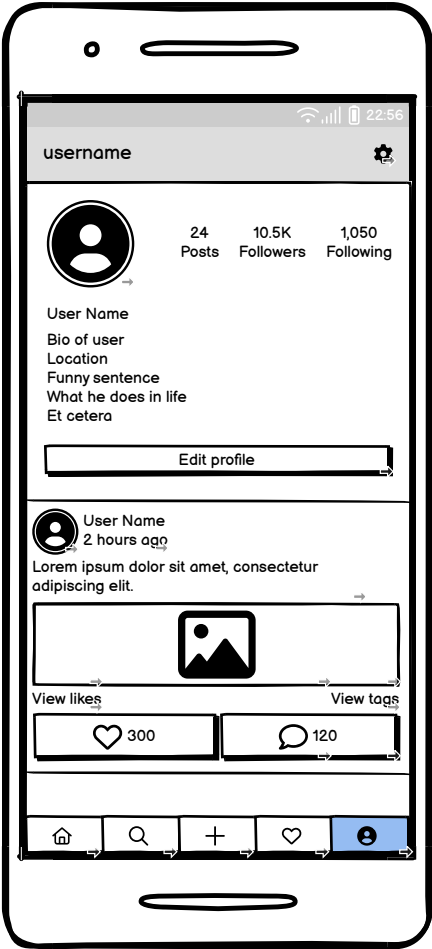 22:56
username
24 10.5K 1,050
Posts Followers Following
User Name
Bio of user
Location
Funny sentence
What he does in life
Et cetera
Edit profile
User Name
2 hours ago
Lorem ipsum dolor sit amet, consectetur
adipiscing elit.
View likes View tags
300 120